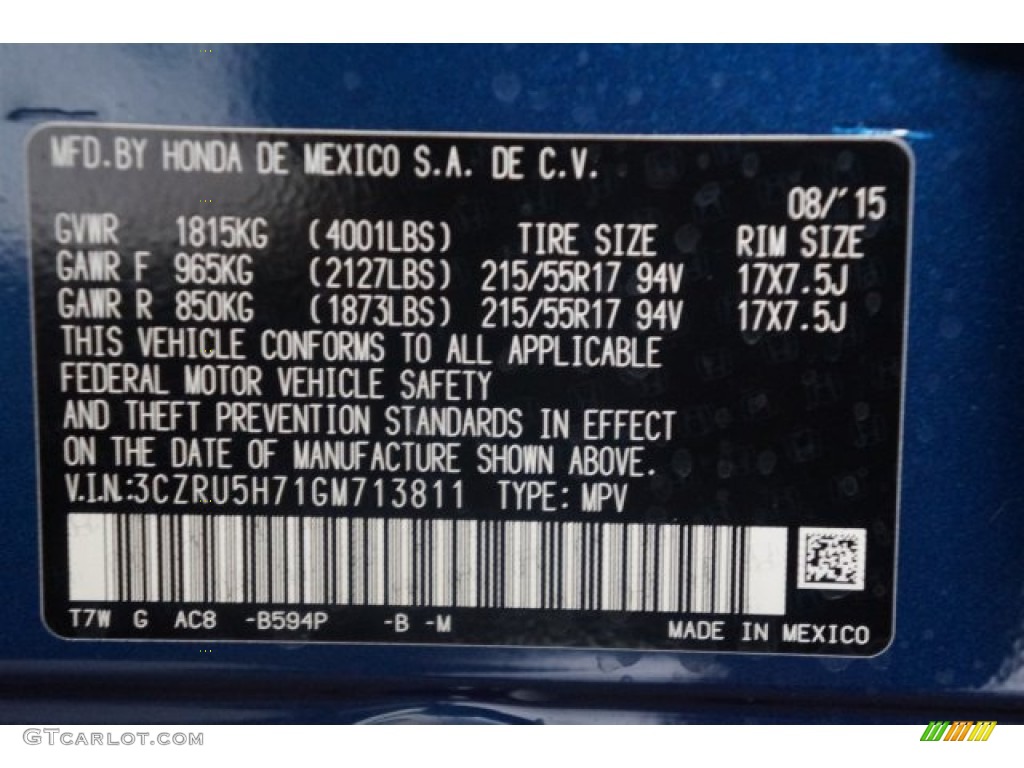 MFD.BY HONDA DE MEXICO S.A. DE C.V.
08/´15
GVWR 1815KG (4001LBS) TIRE SIZE RIM SIZE
GAWR F 965KG (2127LBS) 215/55R17 94V 17X7.5J
GAWR R 850KG (1873LBS) 215/55R17 94V 17X7.5J
THIS VEHICLE CONFORMS TO ALL APPLICABLE
FEDERAL MOTOR VEHICLE SAFETY
AND THEFT PREVENTION STANDARDS IN EFFECT
ON THE DATE OF MANUFACTURE SHOWN ABOVE.
V.I.N.:3CZRU5H71GM713811 TYPE: MPV
T7W G AC8 -B594P -B -M
MADE IN MEXICO
GTcarlot.com